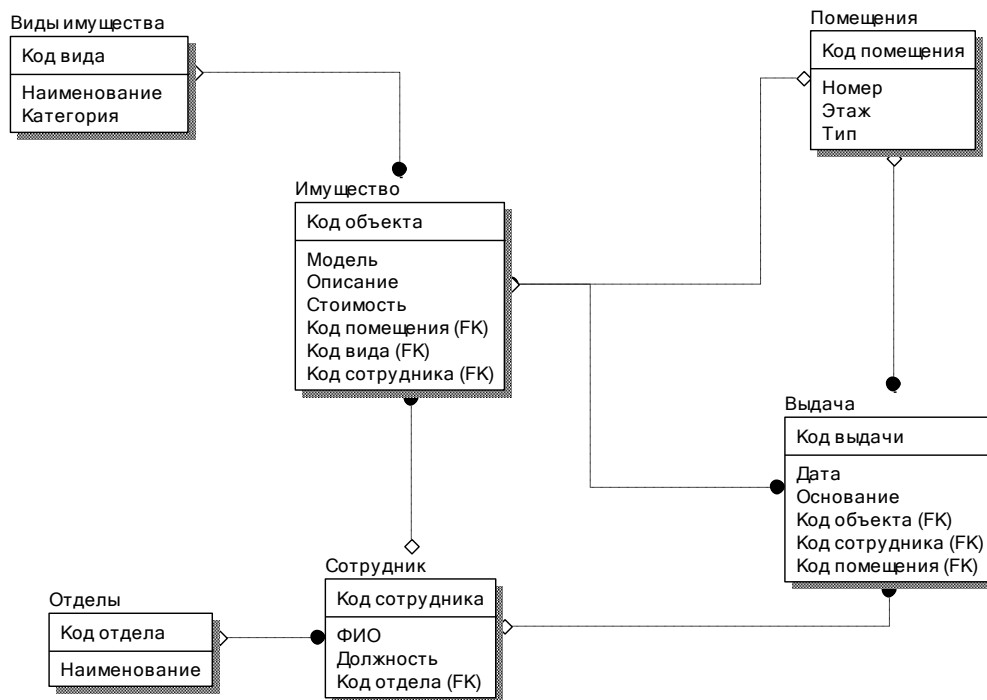 Виды имущества
Код вида
Наименование
Категория
Помещения
Код помещения
Номер
Этаж
Тип
Имущество
Код объекта
Модель
Описание
Стоимость
Код помещения (FK)
Код вида (FK)
Код сотрудника (FK)
Выдача
Код выдачи
Дата
Основание
Код объекта (FK)
Код сотрудника (FK)
Код помещения (FK)
Сотрудник
Код сотрудника
ФИО
Должность
Код отдела (FK)
Отделы
Код отдела
Наименование